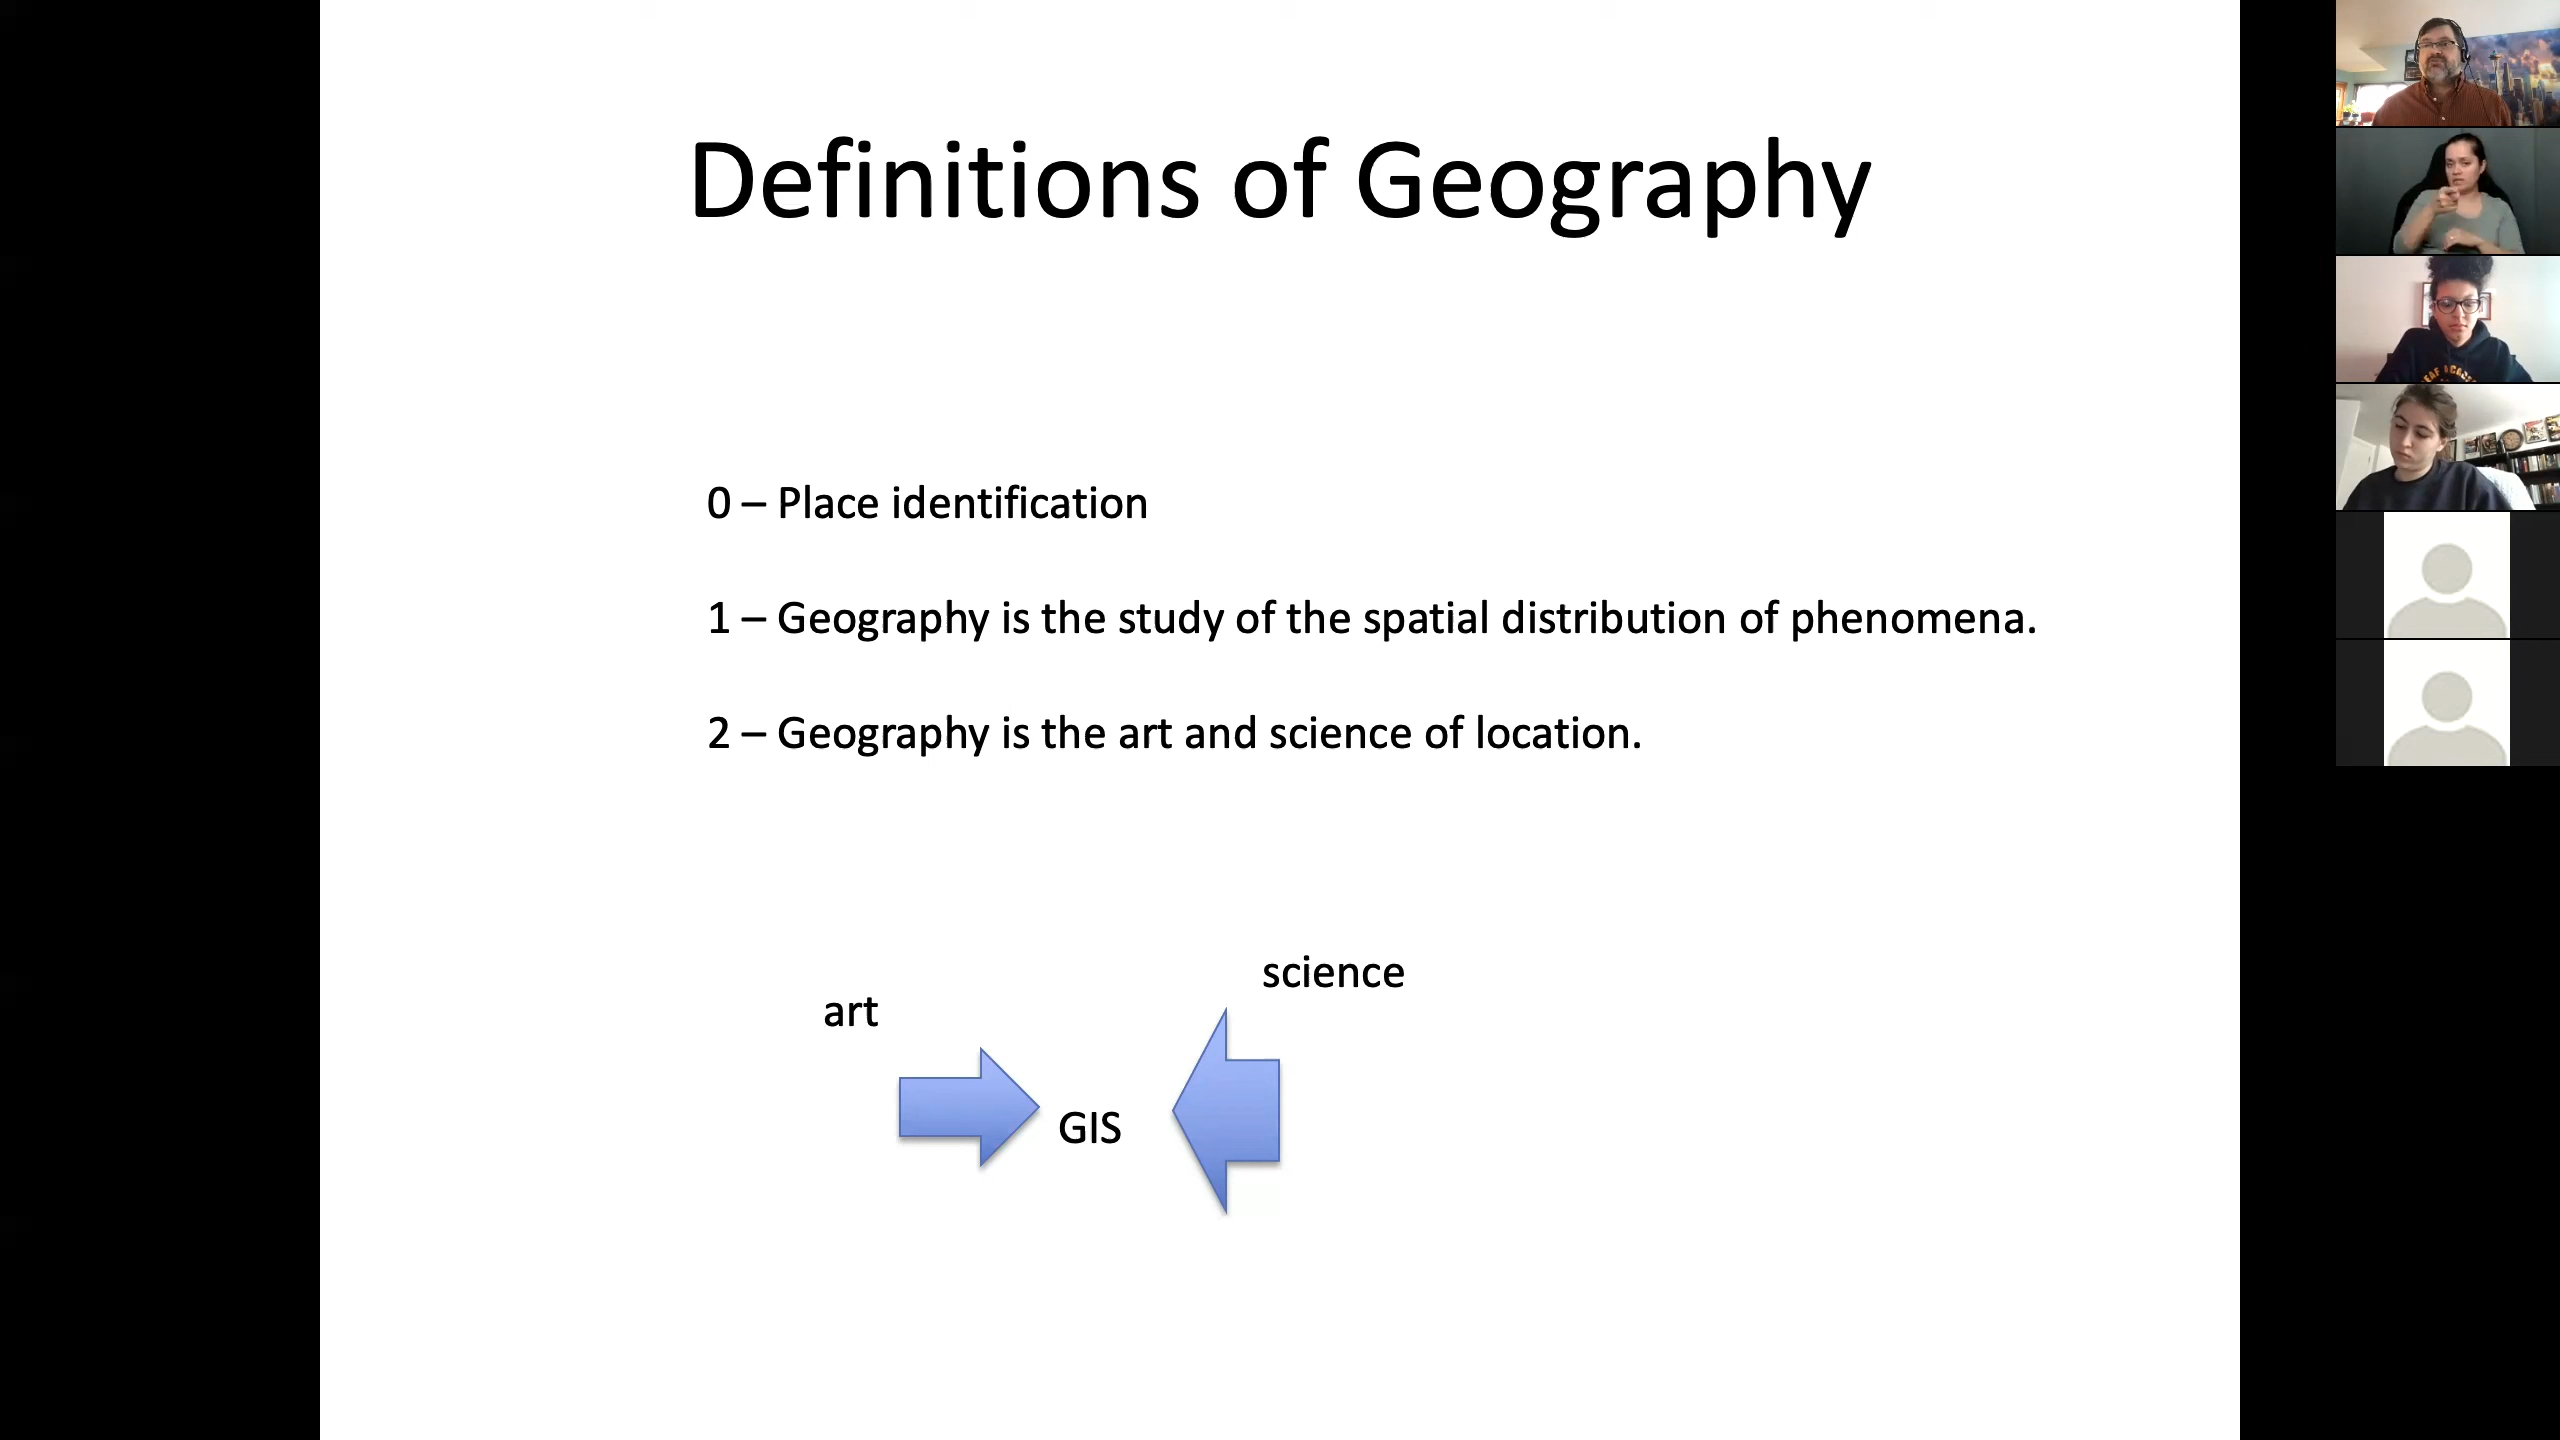 Definitions of Geography
0 – Place identification
1 – Geography is the study of the spatial distribution of phenomena.
2 – Geography is the art and science of location.
science
art
GIS